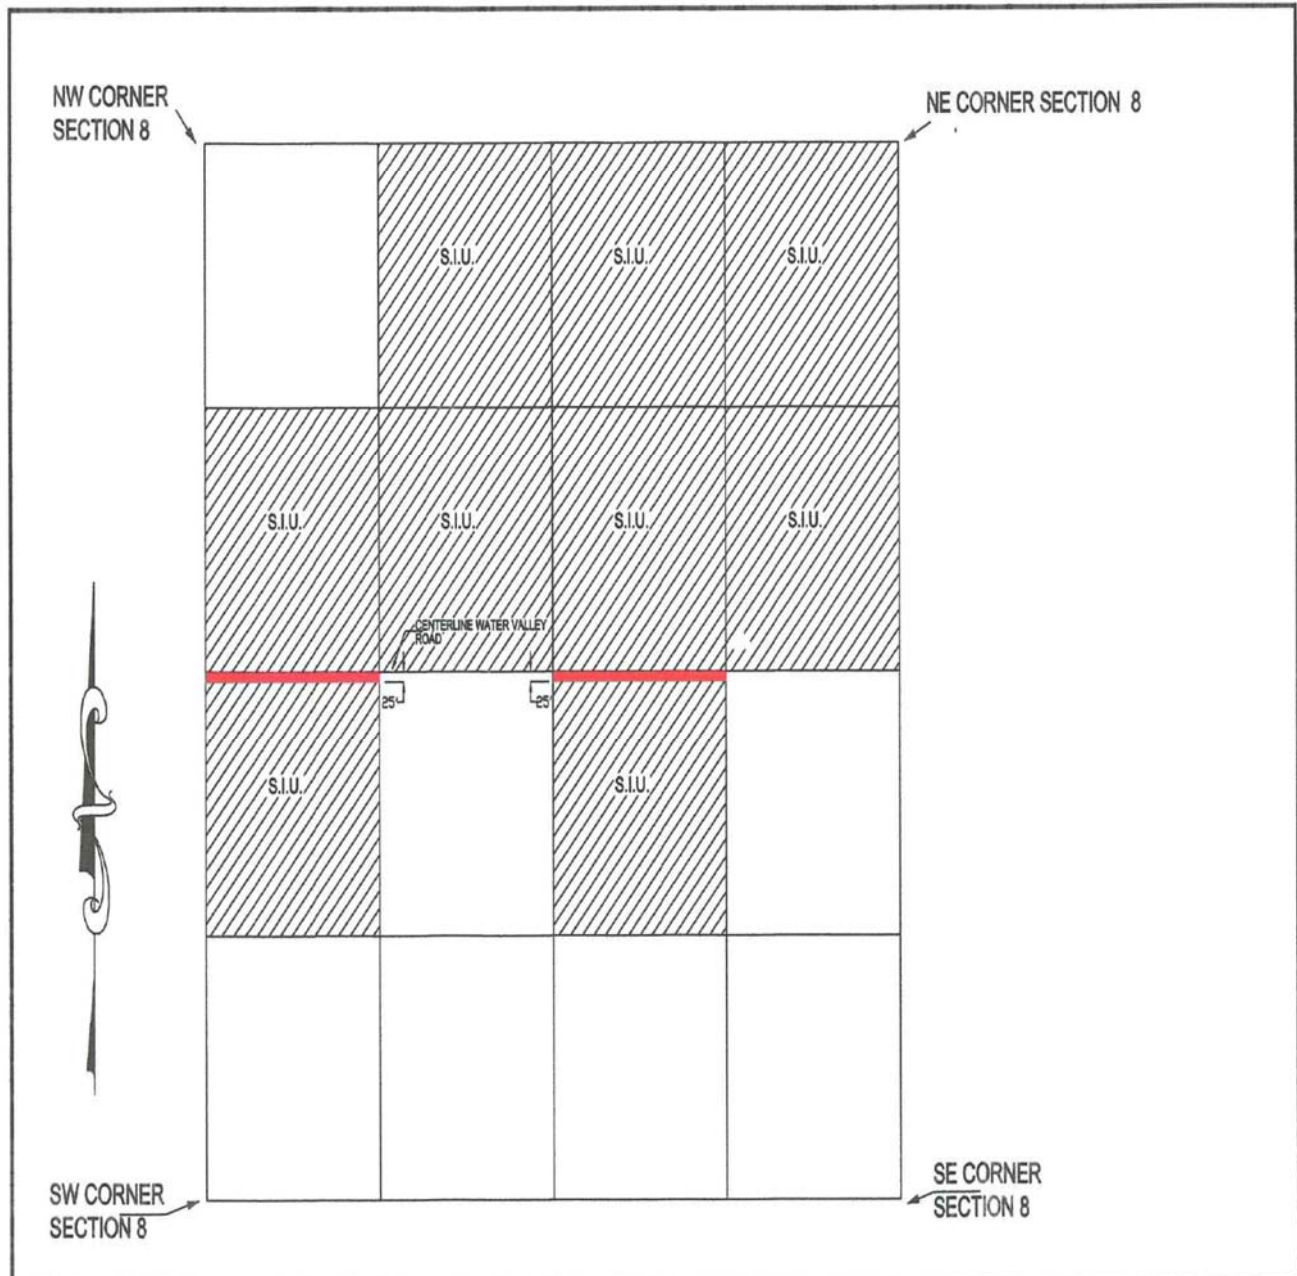 NW CORNER
SECTION 8
NE CORNER SECTION 8
S.I.U.
S.I.U.
S.I.U.
S.I.U.
S.I.U.
S.I.U.
S.I.U.
CENTERLINE WATER VALLEY
ROAD
25'
25'
S.I.U.
S.I.U.
SW CORNER
SECTION 8
SE CORNER
SECTION 8